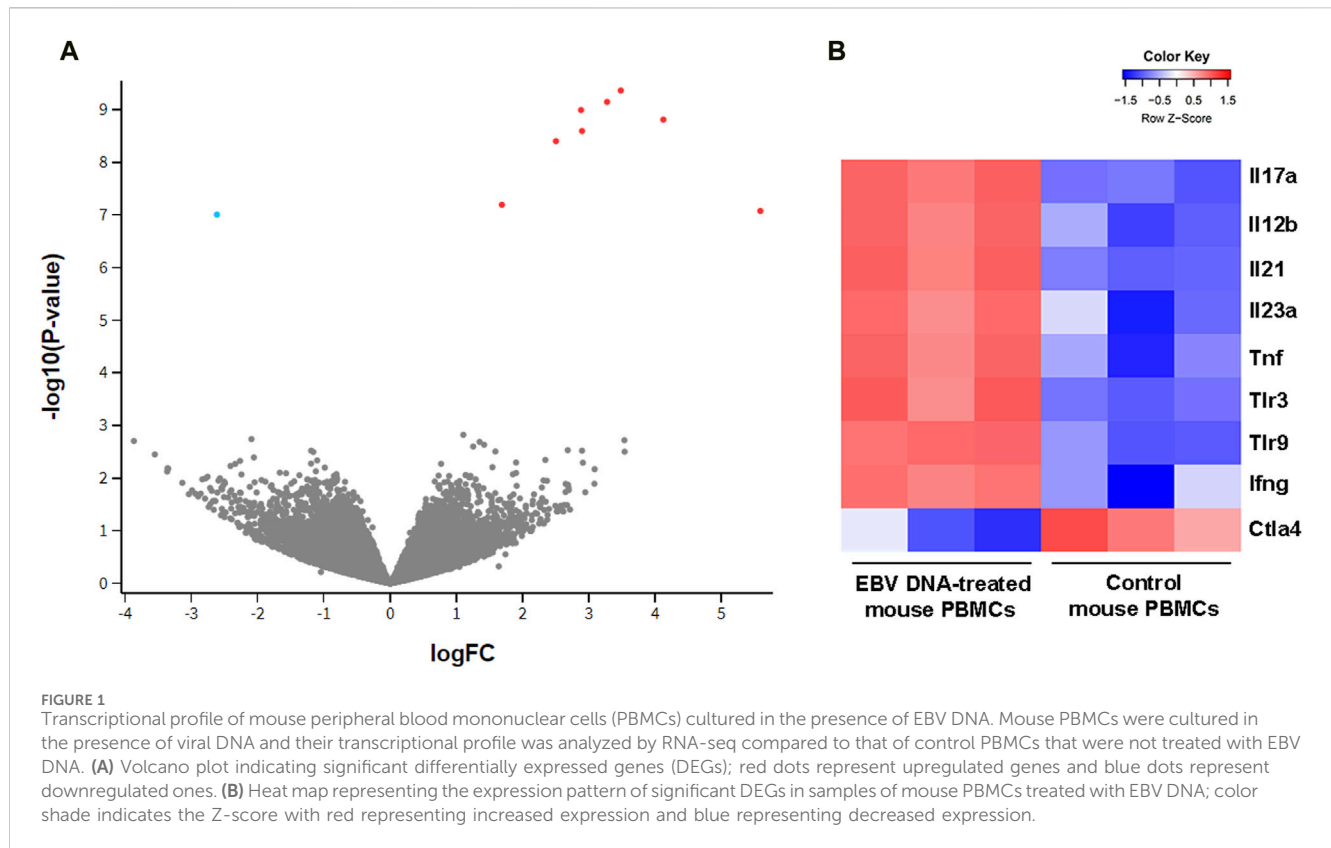 A
-log10(P-value)
9
8
7
6
5
4
3
2
1
0
-4 -3 -2 -1 0 1 2 3 4 5
logFC
B
Color Key
-1.5 -0.5 0.5 1.5
Row Z-Score
Il17a
Il12b
Il21
Il23a
Tnf
Tlr3
Tlr9
Ifng
Ctla4
EBV DNA-treated
mouse PBMCs
Control
mouse PBMCs
FIGURE 1
Transcriptional profile of mouse peripheral blood mononuclear cells (PBMCs) cultured in the presence of EBV DNA. Mouse PBMCs were cultured in
the presence of viral DNA and their transcriptional profile was analyzed by RNA-seq compared to that of control PBMCs that were not treated with EBV
DNA. (A) Volcano plot indicating significant differentially expressed genes (DEGs); red dots represent upregulated genes and blue dots represent
downregulated ones. (B) Heat map representing the expression pattern of significant DEGs in samples of mouse PBMCs treated with EBV DNA; color
shade indicates the Z-score with red representing increased expression and blue representing decreased expression.